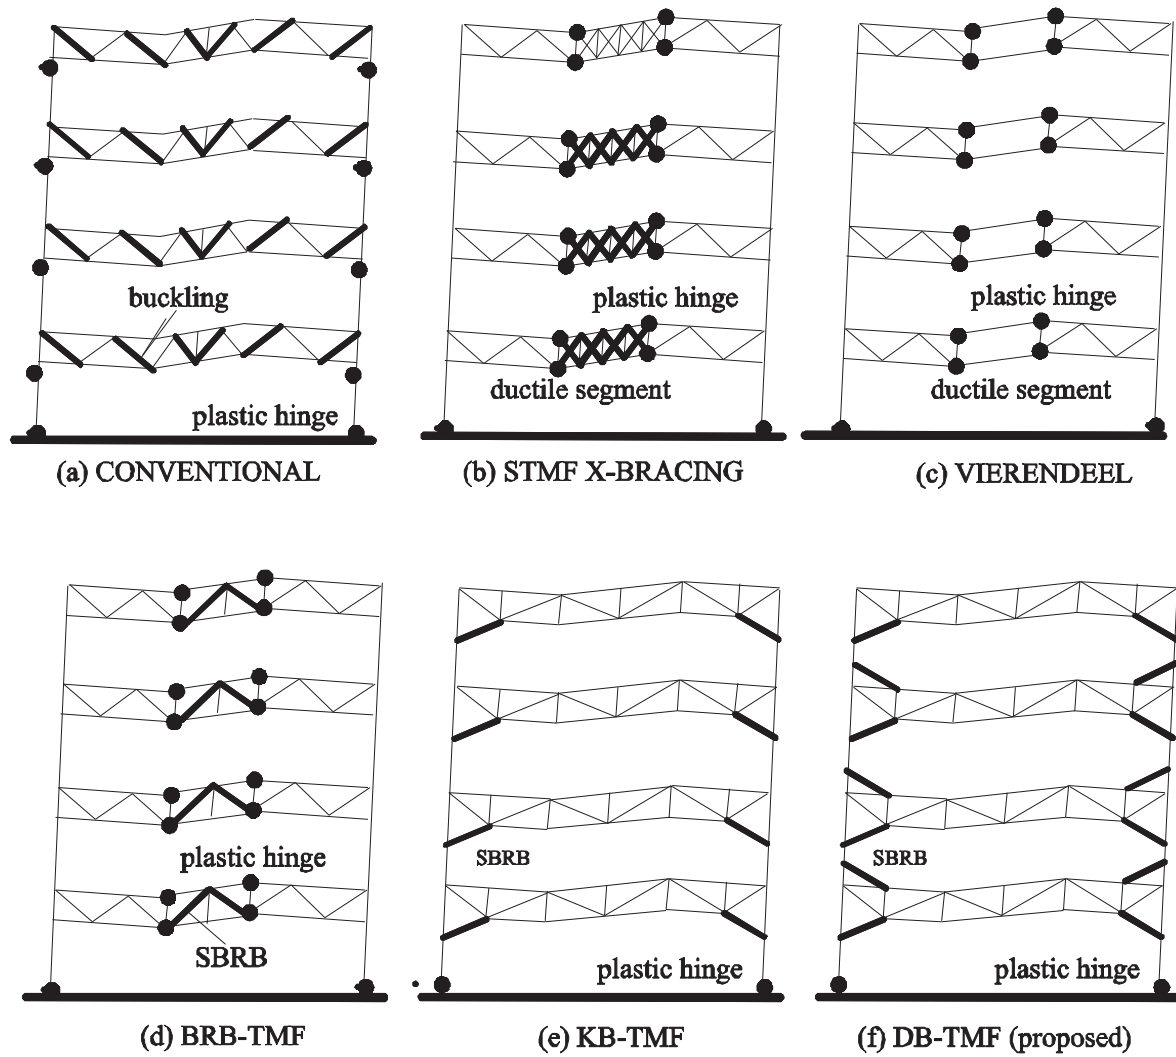 buckling
plastic hinge
(a) CONVENTIONAL
plastic hinge
ductile segment
(b) STMF X-BRACING
plastic hinge
ductile segment
(c) VIERENDEEL
plastic hinge
SBRB
(d) BRB-TMF
SBRB
plastic hinge
(e) KB-TMF
SBRB
plastic hinge
(f) DB-TMF (proposed)